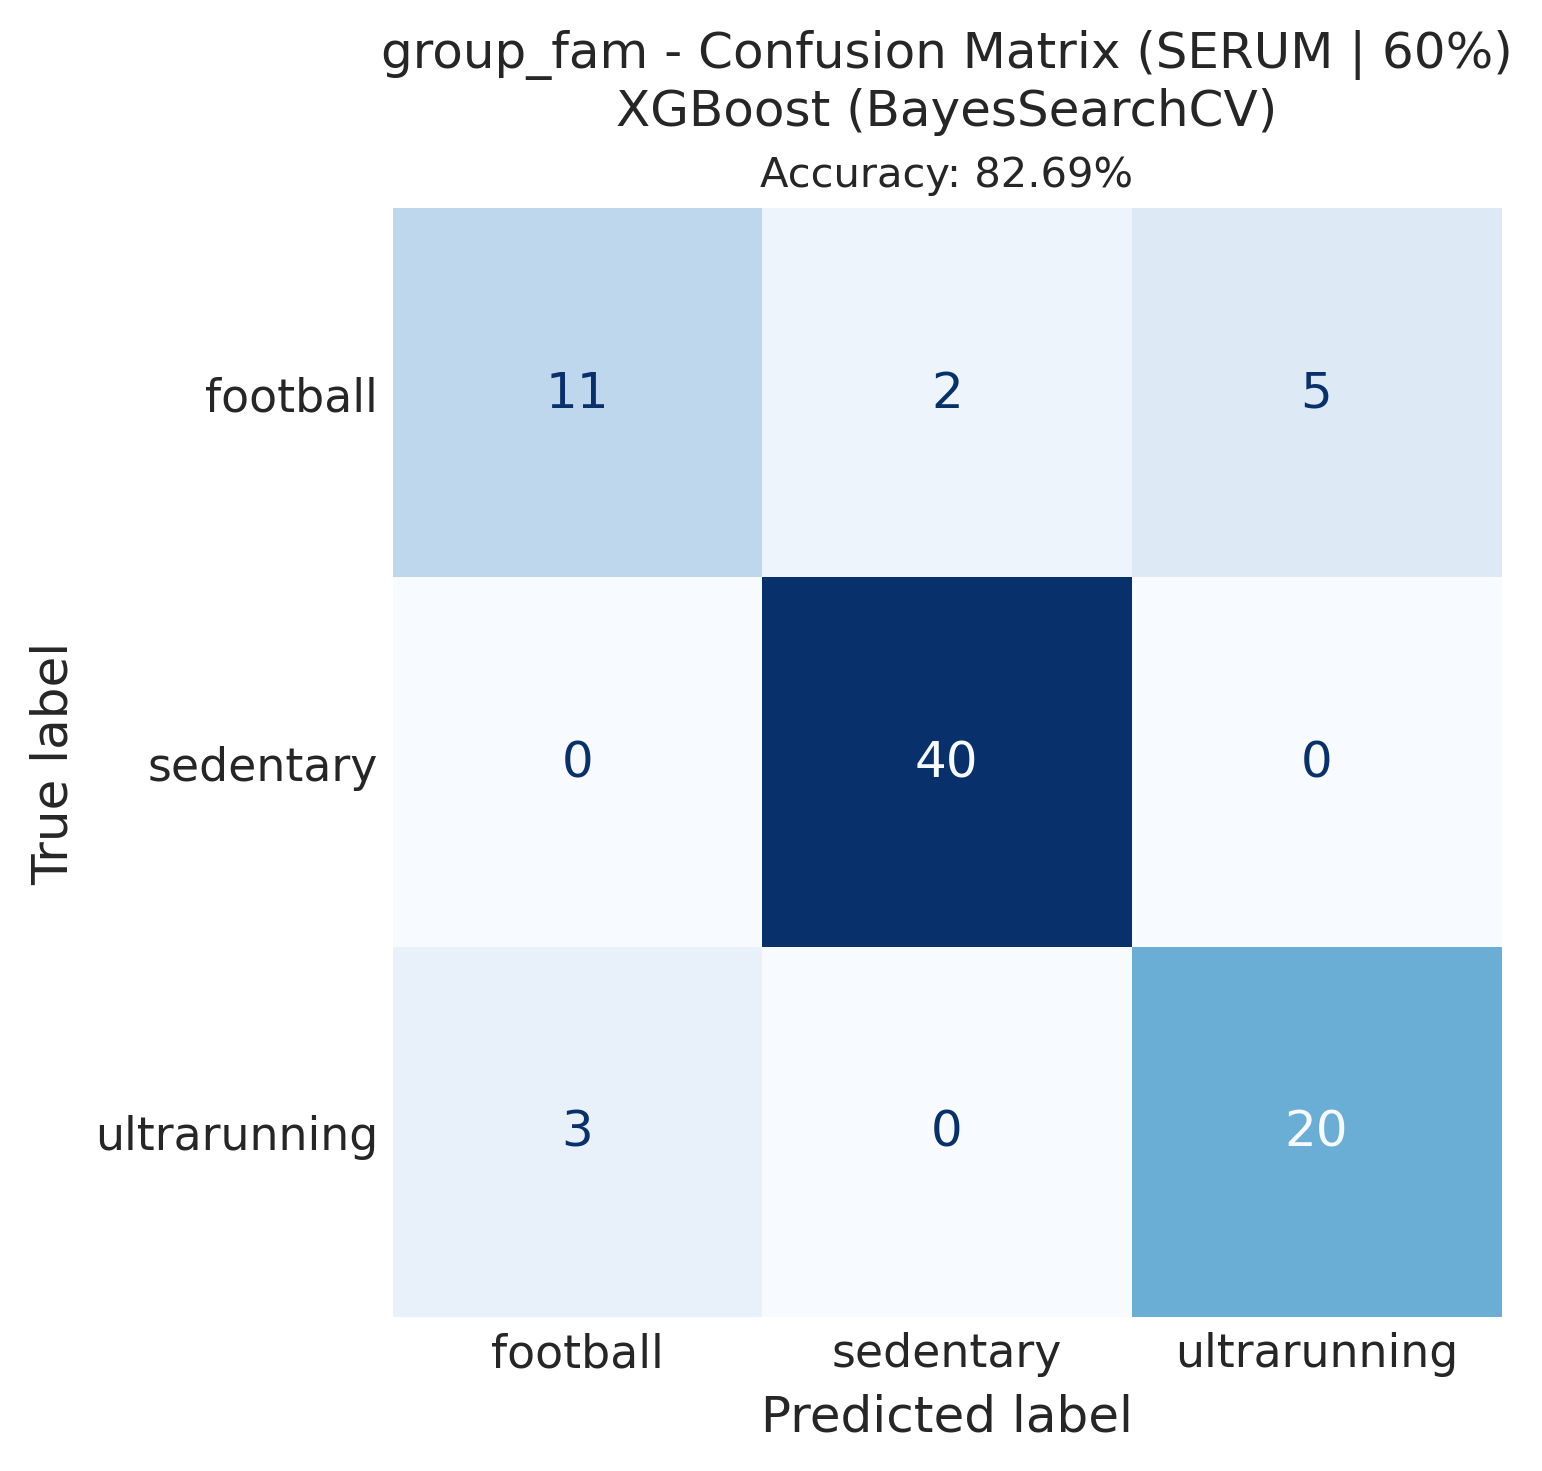 group_fam - Confusion Matrix (SERUM | 60%)
XGBoost (BayesSearchCV)
Accuracy: 82.69%
True label
football 11 2 5
sedentary 0 40 0
ultrarunning 3 0 20
football sedentary ultrarunning
Predicted label